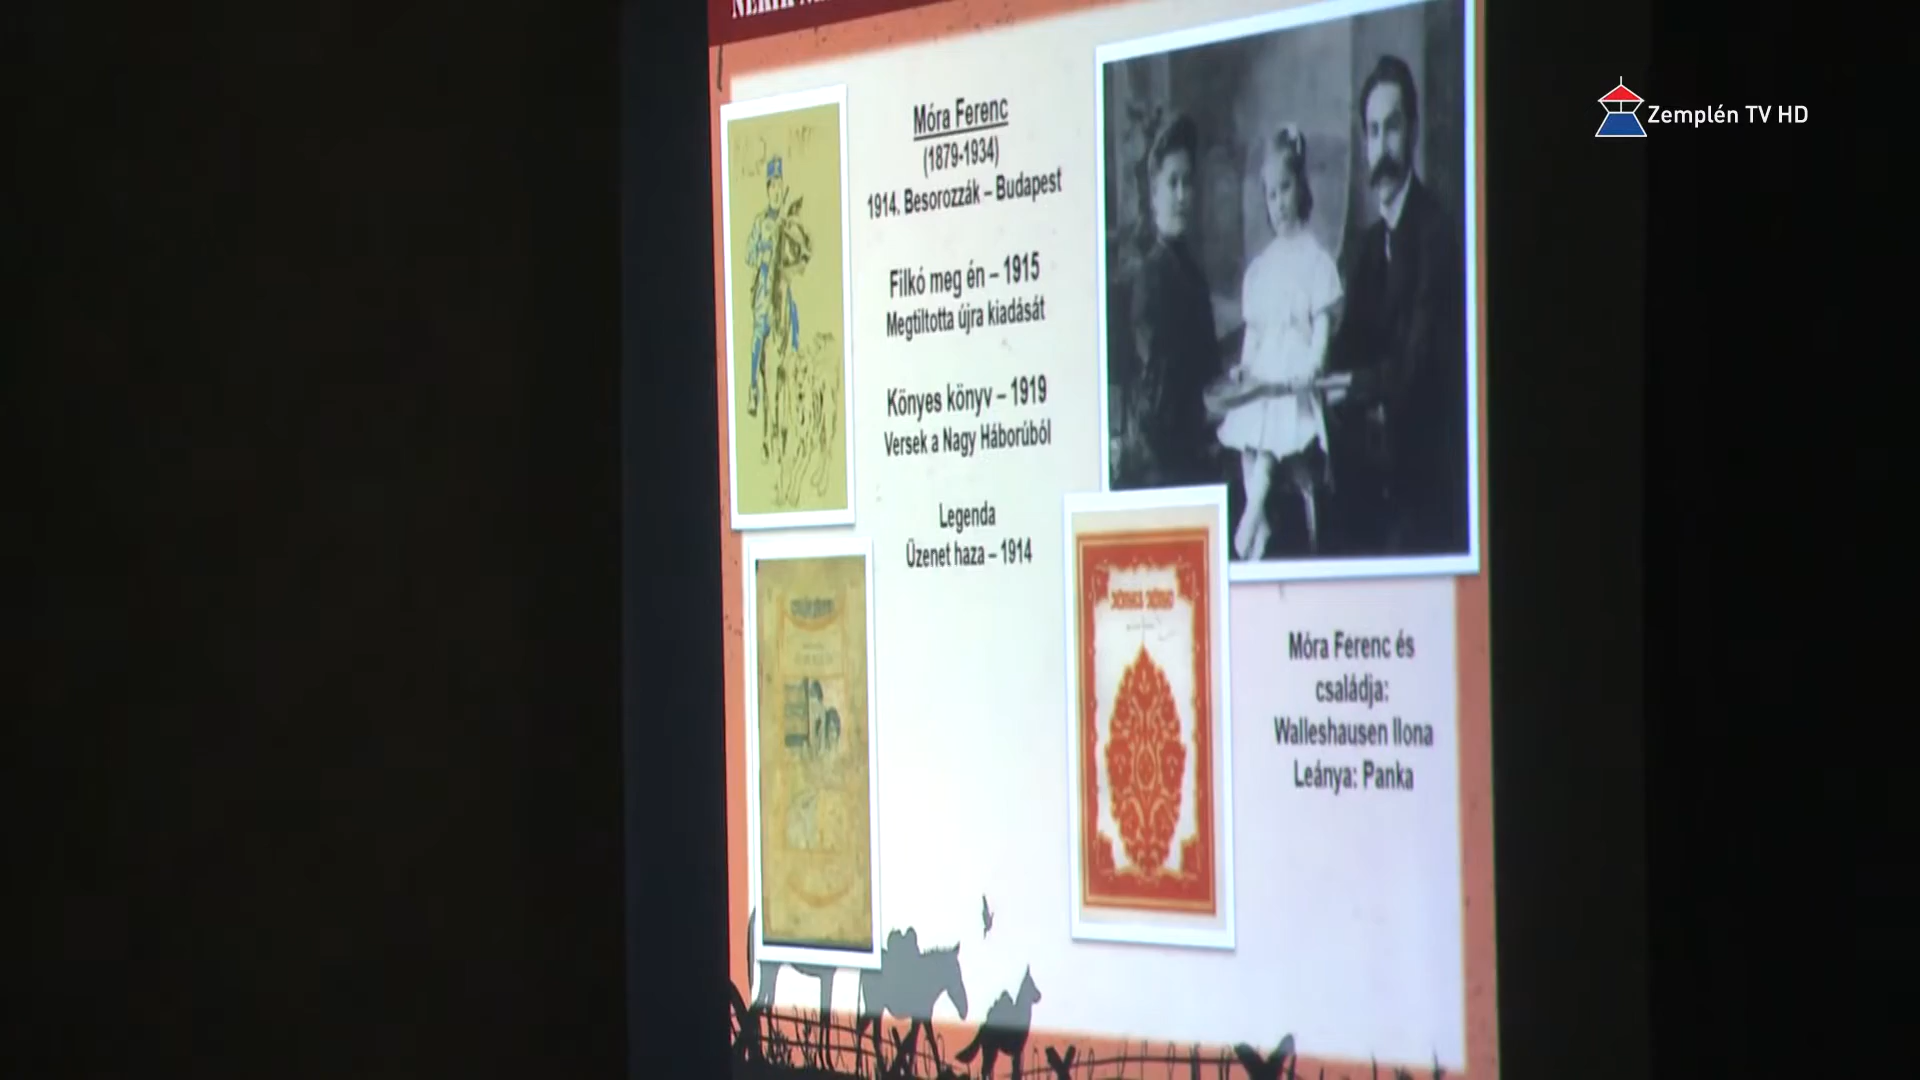 Móra Ferenc
(1879-1934)
1914. Besorozzák – Budapest
Filkó meg én – 1915
Megtiltotta újra kiadását
Könyes könyv – 1919
Versek a Nagy Háborúból
Legenda
Üzenet haza – 1914
Móra Ferenc és
családja:
Walleshausen Ilona
Leánya: Panka
Zemplén TV HD